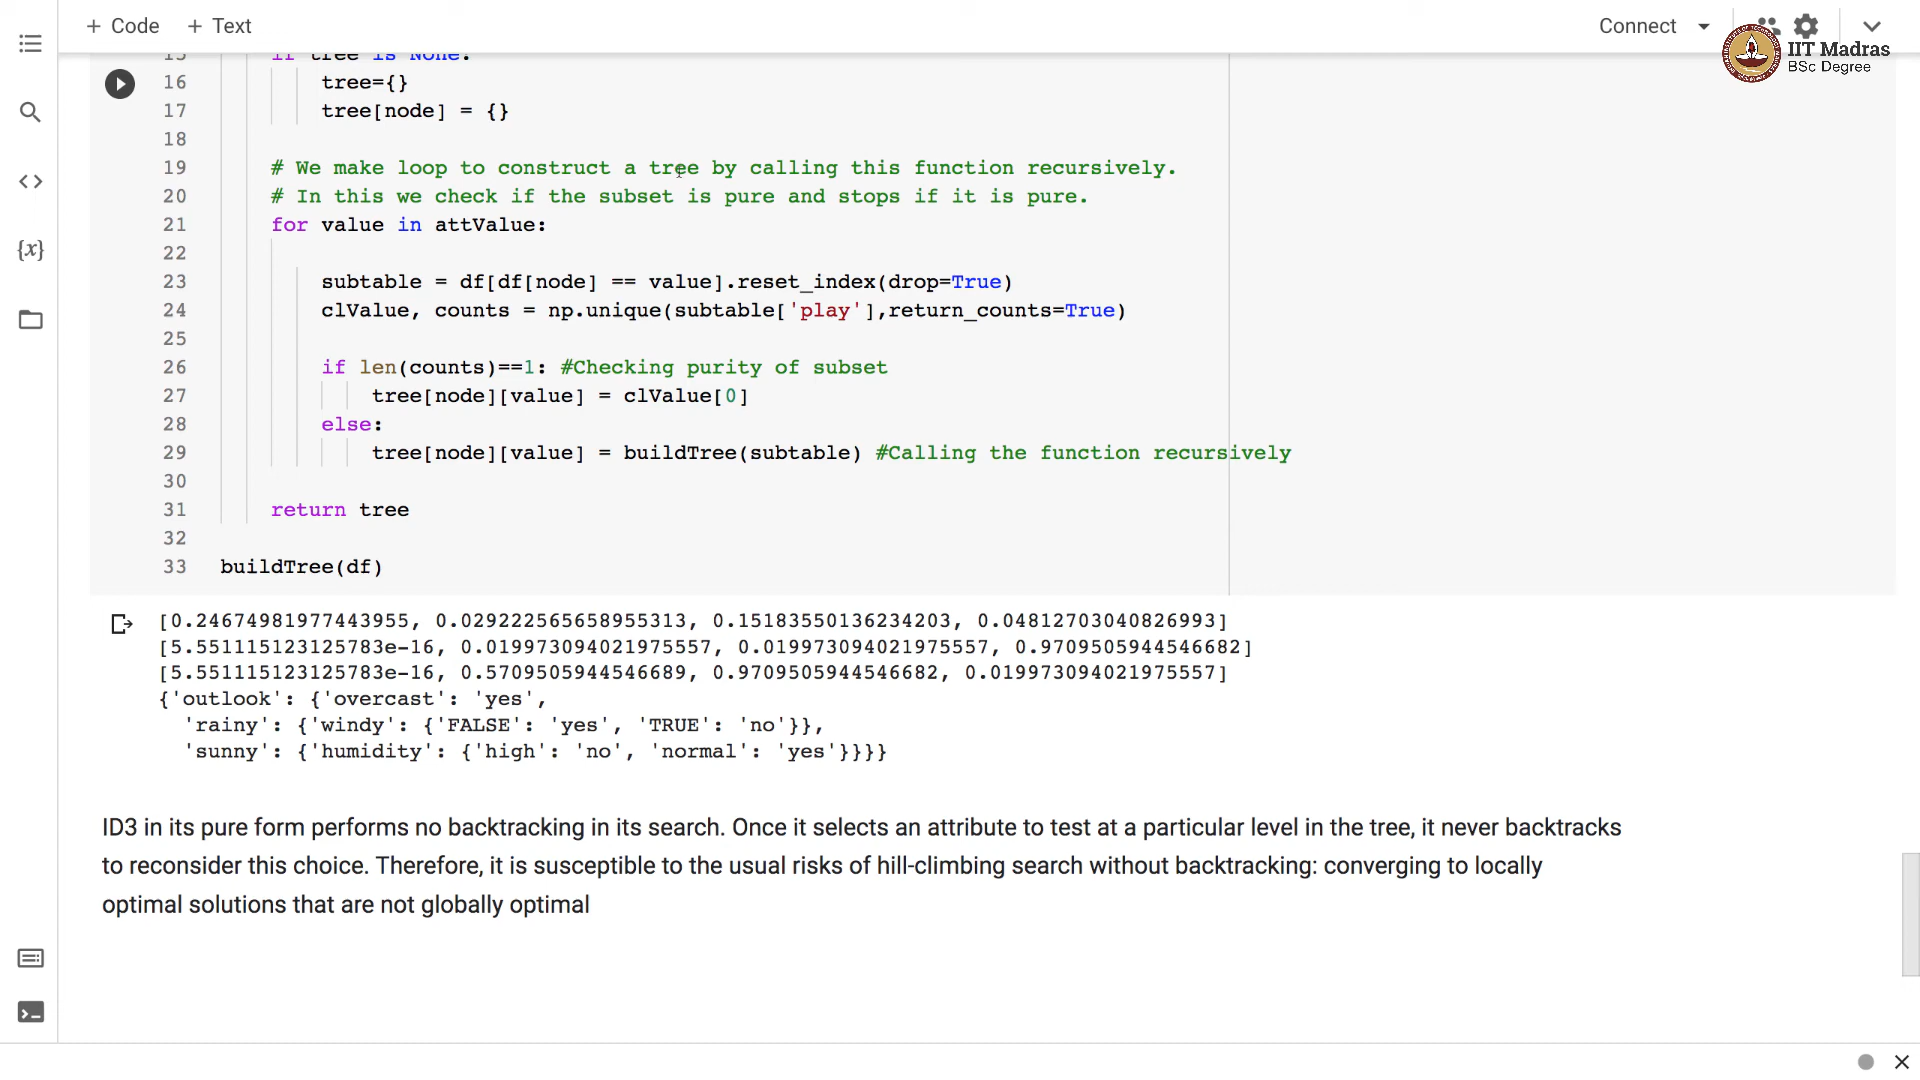 + Code + Text
Connect
IIT Madras
BSc Degree
15 if tree is None:
16 tree={}
17 tree[node] = {}
18
19 # We make loop to construct a tree by calling this function recursively.
20 # In this we check if the subset is pure and stops if it is pure.
21 for value in attValue:
22
23 subtable = df[df[node] == value].reset_index(drop=True)
24 clValue, counts = np.unique(subtable['play'],return_counts=True)
25
26 if len(counts)==1: #Checking purity of subset
27 tree[node][value] = clValue[0]
28 else:
29 tree[node][value] = buildTree(subtable) #Calling the function recursively
30
31 return tree
32
33 buildTree(df)
[0.24674981977443955, 0.029222565658955313, 0.15183550136234203, 0.04812703040826993]
[5.551115123125783e-16, 0.019973094021975557, 0.019973094021975557, 0.9709505944546682]
[5.551115123125783e-16, 0.5709505944546689, 0.9709505944546682, 0.019973094021975557]
{'outlook': {'overcast': 'yes',
'rainy': {'windy': {'FALSE': 'yes', 'TRUE': 'no'}},
'sunny': {'humidity': {'high': 'no', 'normal': 'yes'}}}}
ID3 in its pure form performs no backtracking in its search. Once it selects an attribute to test at a particular level in the tree, it never backtracks
to reconsider this choice. Therefore, it is susceptible to the usual risks of hill-climbing search without backtracking: converging to locally
optimal solutions that are not globally optimal